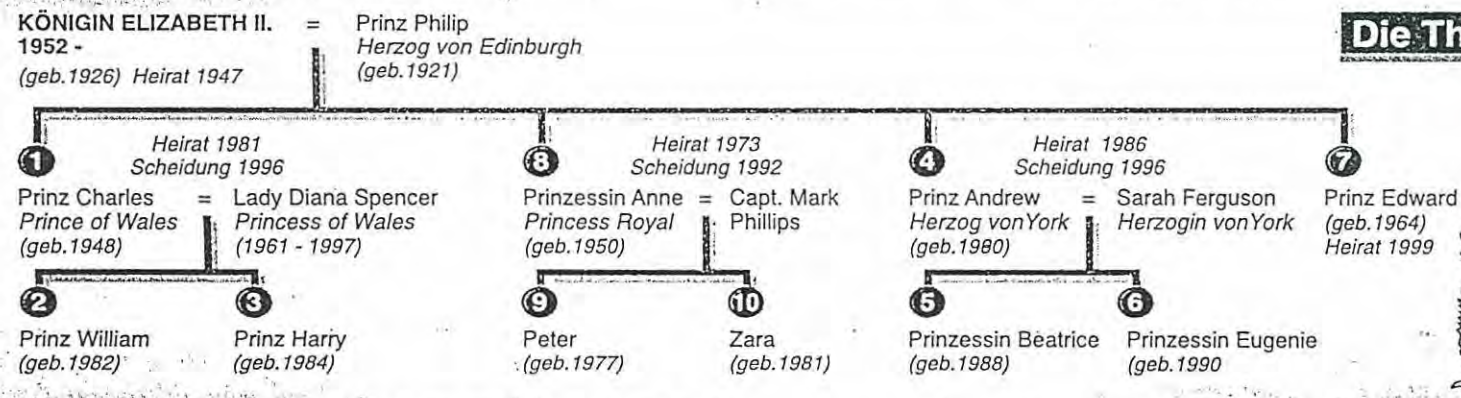 KÖNIGIN ELIZABETH II. = Prinz Philip
1952 - Herzog von Edinburgh
(geb.1926) Heirat 1947 (geb.1921)
Die Th
Heirat 1981
Scheidung 1996
Heirat 1973
Scheidung 1992
Heirat 1986
Scheidung 1996
1
8
4
7
Prinz Charles = Lady Diana Spencer
Prince of Wales Princess of Wales
(geb.1948) (1961 - 1997)
Prinzessin Anne = Capt. Mark
Princess Royal Phillips
(geb.1950)
Prinz Andrew = Sarah Ferguson
Herzog von York Herzogin von York
(geb.1980)
Prinz Edward
(geb.1964)
Heirat 1999
2
3
9
10
5
6
Prinz William
(geb.1982)
Prinz Harry
(geb.1984)
Peter
(geb.1977)
Zara
(geb.1981)
Prinzessin Beatrice
(geb.1988)
Prinzessin Eugenie
(geb.1990